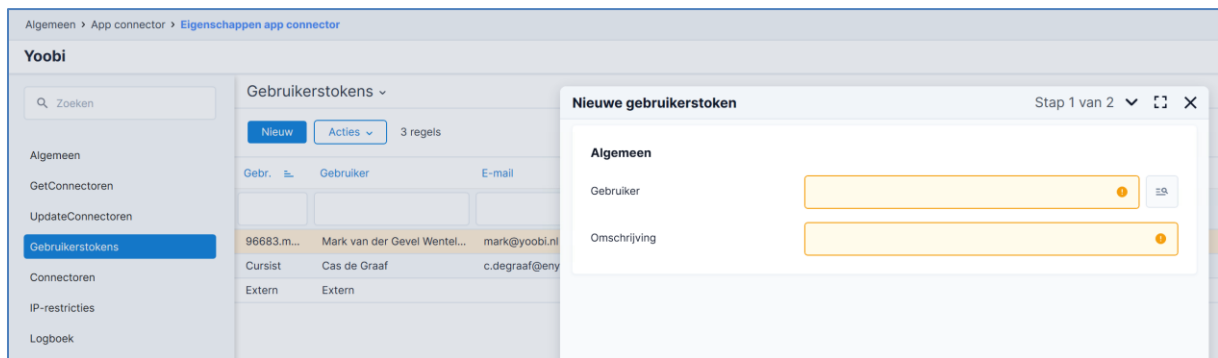 Algemeen > App connector > Eigenschappen app connector
Yoobi
Zoeken
Algemeen
GetConnectoren
UpdateConnectoren
Gebruikerstokens
Connectoren
IP-restricties
Logboek
Gebruikerstokens
Nieuw Acties 3 regels
Gebr. Gebruiker E-mail
96683.m... Mark van der Gevel Wentel... mark@yoobi.nl
Cursist Cas de Graaf c.degraaf@eny
Extern Extern
Nieuwe gebruikerstoken Stap 1 van 2
Algemeen
Gebruiker
Omschrijving